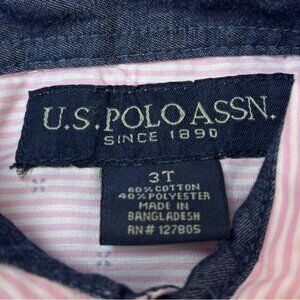 U.S. POLO ASSN.
SINCE 1890
3T
60% COTTON
40% POLYESTER
MADE IN
BANGLADESH
RN# 127805